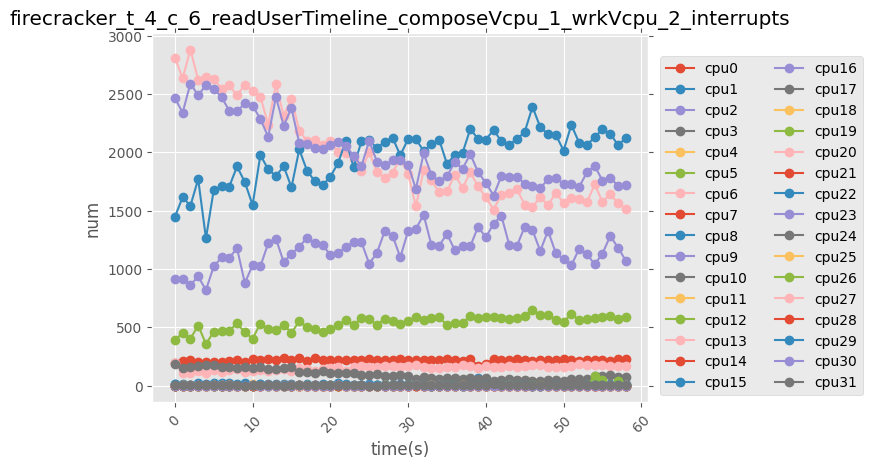 firecracker_t_4_c_6_readUserTimeline_composeVcpu_1_wrkVcpu_2_interrupts
3000
2500
2000
1500
1000
500
0
num
0
10
20
30
40
50
60
time(s)
cpu0
cpu1
cpu2
cpu3
cpu4
cpu5
cpu6
cpu7
cpu8
cpu9
cpu10
cpu11
cpu12
cpu13
cpu14
cpu15
cpu16
cpu17
cpu18
cpu19
cpu20
cpu21
cpu22
cpu23
cpu24
cpu25
cpu26
cpu27
cpu28
cpu29
cpu30
cpu31